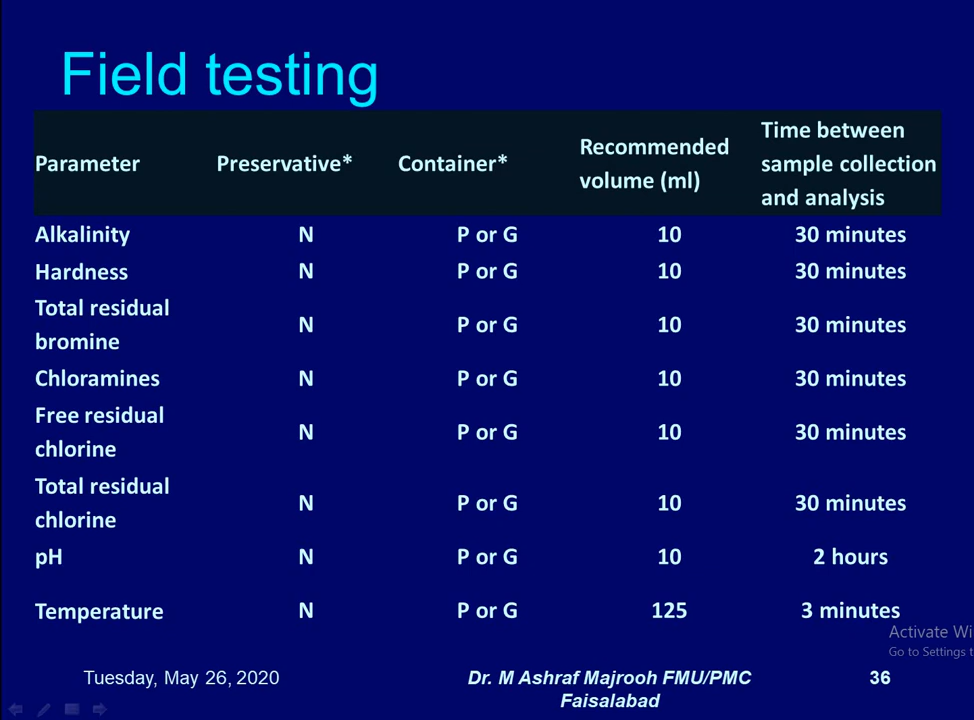 Field testing
Parameter Preservative* Container* Recommended volume (ml) Time between sample collection and analysis
Alkalinity N P or G 10 30 minutes
Hardness N P or G 10 30 minutes
Total residual bromine N P or G 10 30 minutes
Chloramines N P or G 10 30 minutes
Free residual chlorine N P or G 10 30 minutes
Total residual chlorine N P or G 10 30 minutes
pH N P or G 10 2 hours
Temperature N P or G 125 3 minutes
Activate Wi
Go to Settings t
Tuesday, May 26, 2020
Dr. M Ashraf Majrooh FMU/PMC
Faisalabad
36